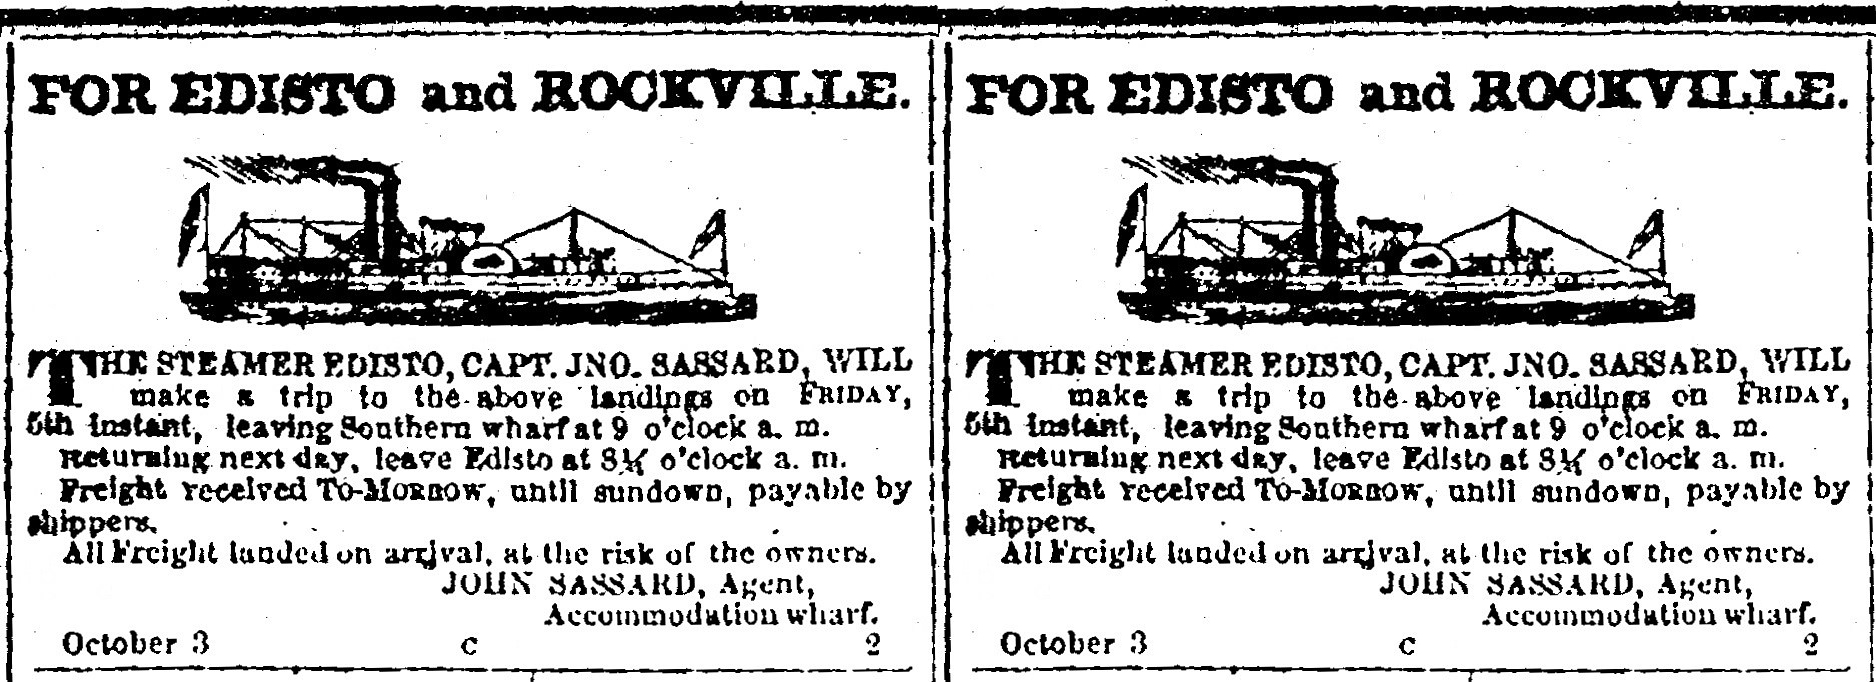 FOR EDISTO and ROCKVILLE.
THE STEAMER EDISTO, CAPT. JNO. SASSARD, WILL
make a trip to the above landings on FRIDAY,
5th instant, leaving Southern wharf at 9 o'clock a. m.
Returning next day, leave Edisto at 8½ o'clock a. m.
Freight received TO-MORROW, until sundown, payable by
shippers.
All Freight landed on arrival, at the risk of the owners.
JOHN SASSARD, Agent,
Accommodation wharf.
October 3 c 2
FOR EDISTO and ROCKVILLE.
THE STEAMER EDISTO, CAPT. JNO. SASSARD, WILL
make a trip to the above landings on FRIDAY,
5th instant, leaving Southern wharf at 9 o'clock a. m.
Returning next day, leave Edisto at 8½ o'clock a. m.
Freight received TO-MORROW, until sundown, payable by
shippers.
All Freight landed on arrival, at the risk of the owners.
JOHN SASSARD, Agent,
Accommodation wharf.
October 3 c 2